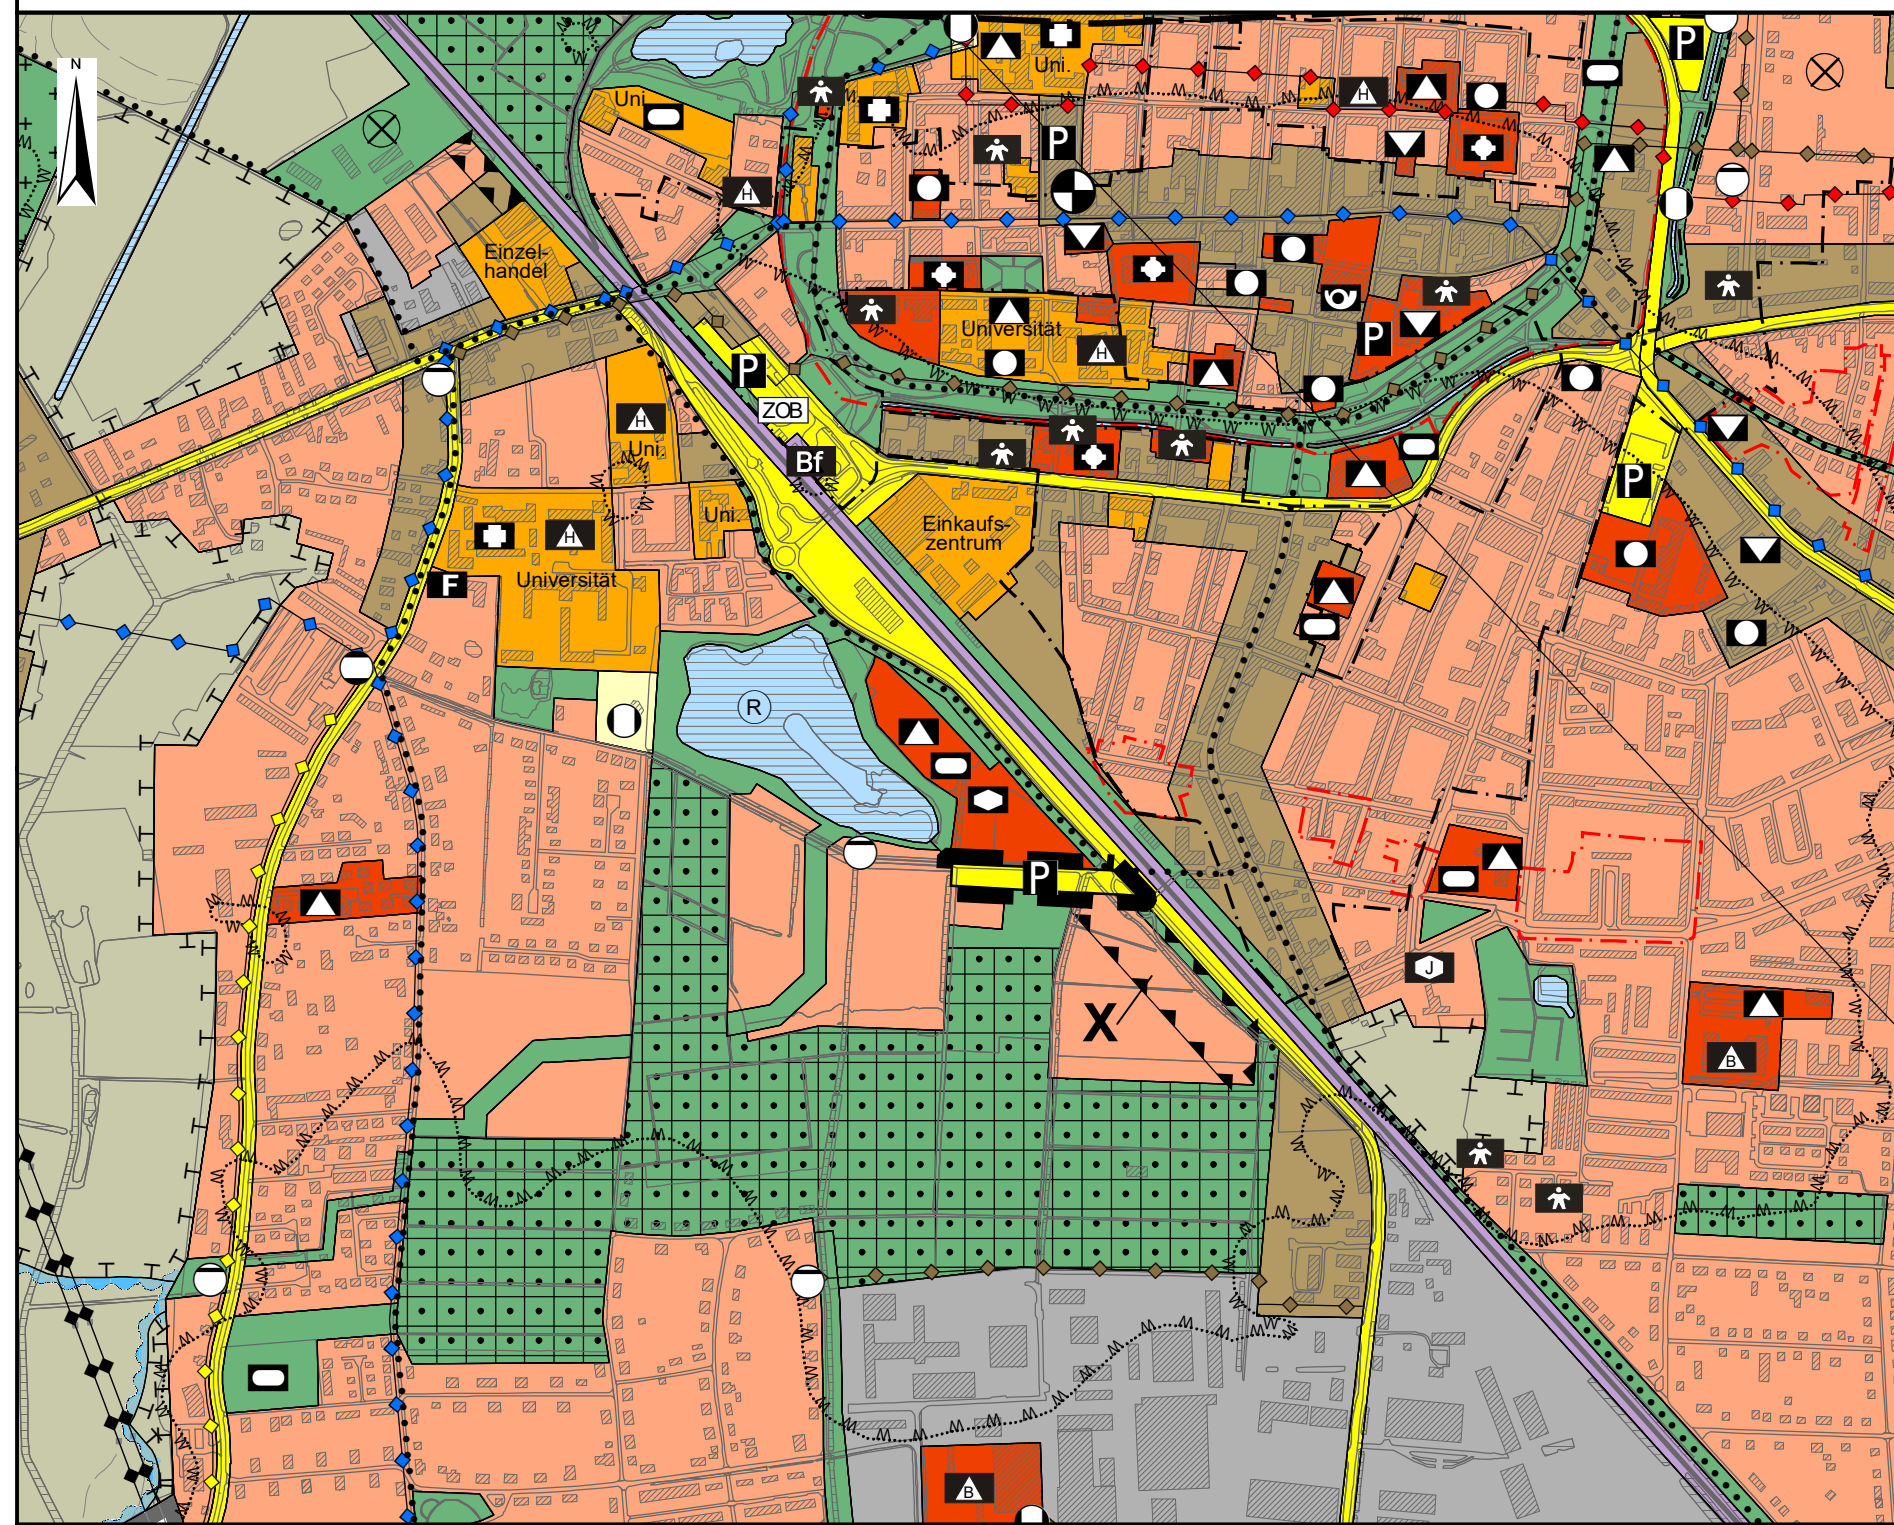 N
P
Uni.
H
Uni.
P
H
Einzel-
handel
Universität
P
H
P
ZOB
H
Uni.
Bf
P
Uni.
Einkaufs-
zentrum
H
Universität
F
R
P
J
X
B
B